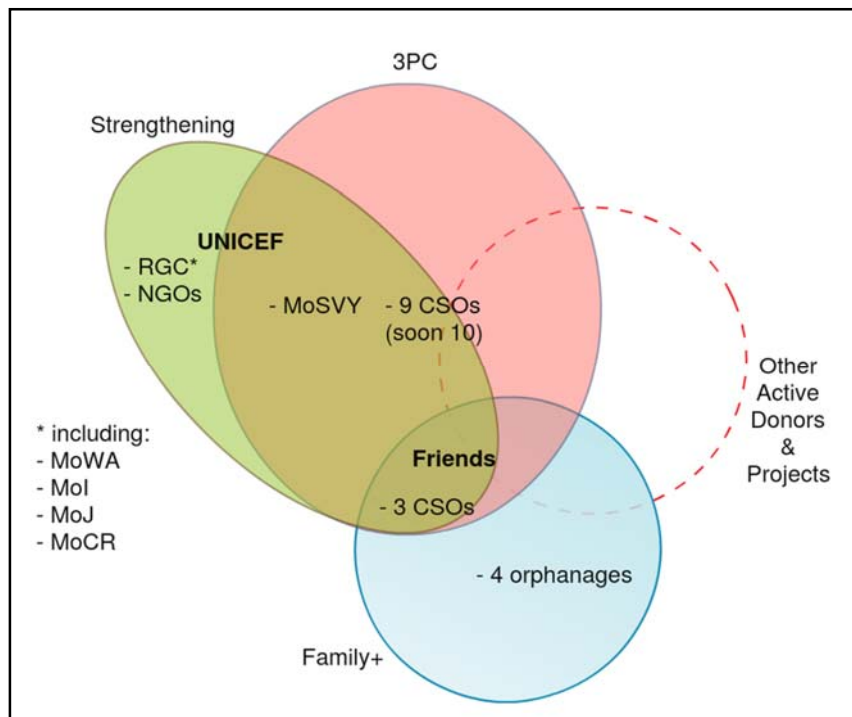 3PC
Strengthening
UNICEF
- RGC*
- NGOs
- MoSVY
- 9 CSOs
(soon 10)
Other
Active
Donors
&
Projects
* including:
- MoWA
- MoI
- MoJ
- MoCR
Friends
- 3 CSOs
- 4 orphanages
Family+